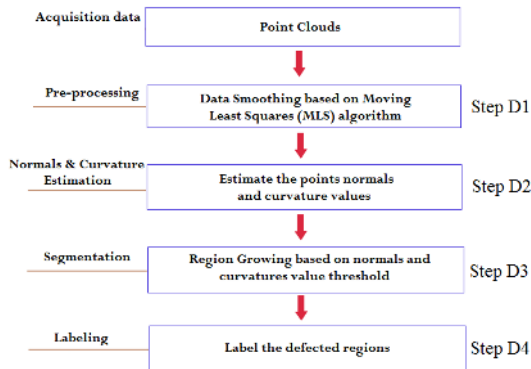 Acquisition data
Point Clouds
Pre-processing
Data Smoothing based on Moving
Least Squares (MLS) algorithm
Step D1
Normals & Curvature
Estimation
Estimate the points normals
and curvature values
Step D2
Segmentation
Region Growing based on normals and
curvatures value threshold
Step D3
Labeling
Label the defected regions
Step D4